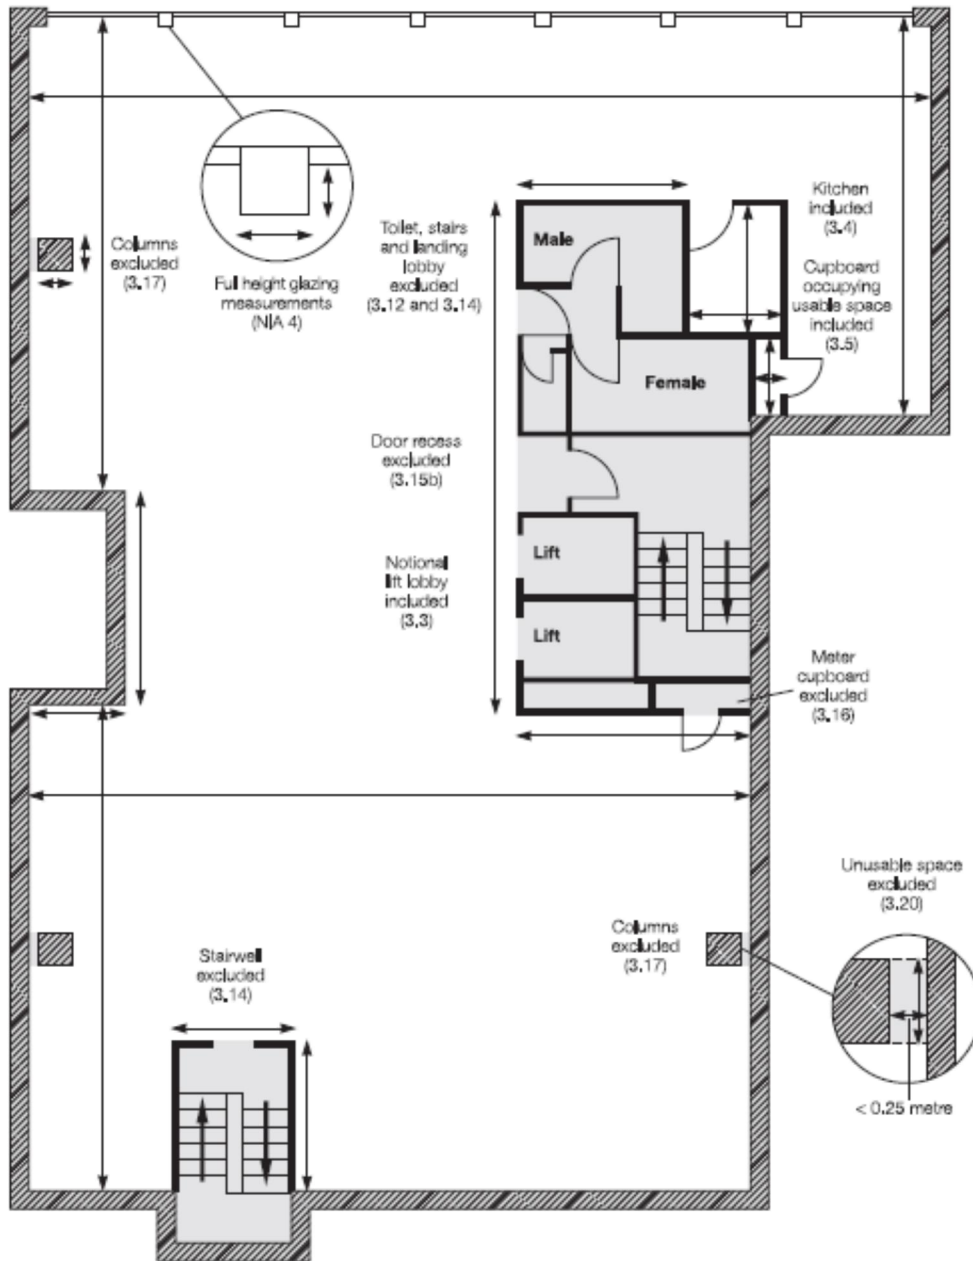 Kitchen
included
(3.4)
Cupboard
occupying
usable space
included
(3.5)
Male
Toilet, stairs
and landing
lobby
excluded
(3.12 and 3.14)
Columns
excluded
(3.17)
Full height glazing
measurements
(NIA 4)
Female
Door recess
excluded
(3.15b)
Lift
Notional
lift lobby
included
(3.3)
Lift
Meter
cupboard
excluded
(3.16)
Unusable space
excluded
(3.20)
Columns
excluded
(3.17)
Stairwell
excluded
(3.14)
< 0.25 metre